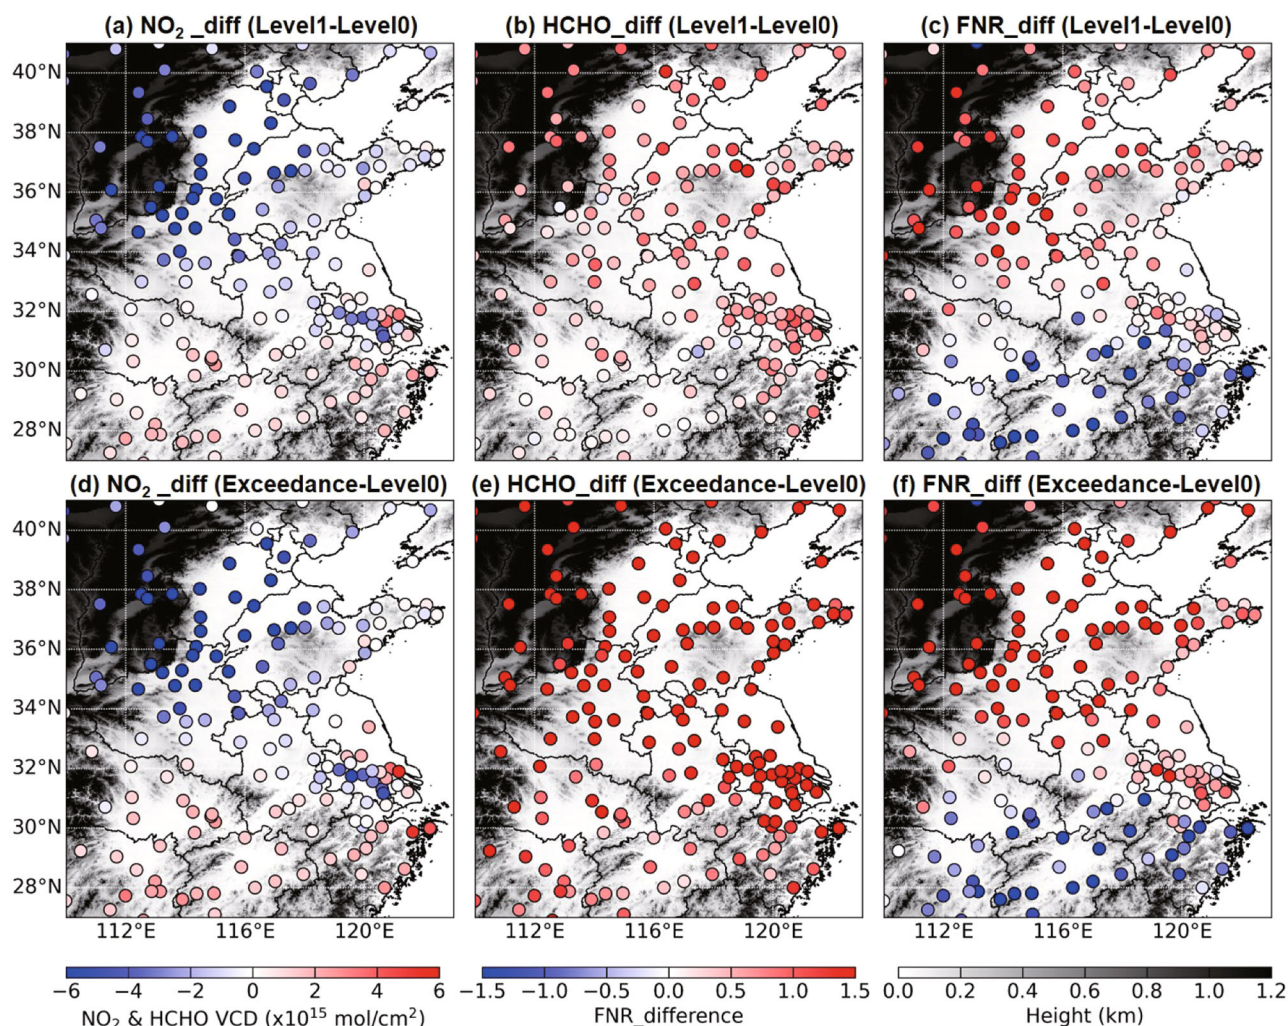 (a) NO₂ _diff (Level1-Level0)
(b) HCHO_diff (Level1-Level0)
(c) FNR_diff (Level1-Level0)
40°N
38°N
36°N
34°N
32°N
30°N
28°N
(d) NO₂ _diff (Exceedance-Level0)
(e) HCHO_diff (Exceedance-Level0)
(f) FNR_diff (Exceedance-Level0)
40°N
38°N
36°N
34°N
32°N
30°N
28°N
112°E 116°E 120°E
112°E 116°E 120°E
112°E 116°E 120°E
−6 −4 −2 0 2 4 6
NO₂ & HCHO VCD (x10¹⁵ mol/cm²)
−1.5 −1.0 −0.5 0.0 0.5 1.0 1.5
FNR_difference
0.0 0.2 0.4 0.6 0.8 1.0 1.2
Height (km)